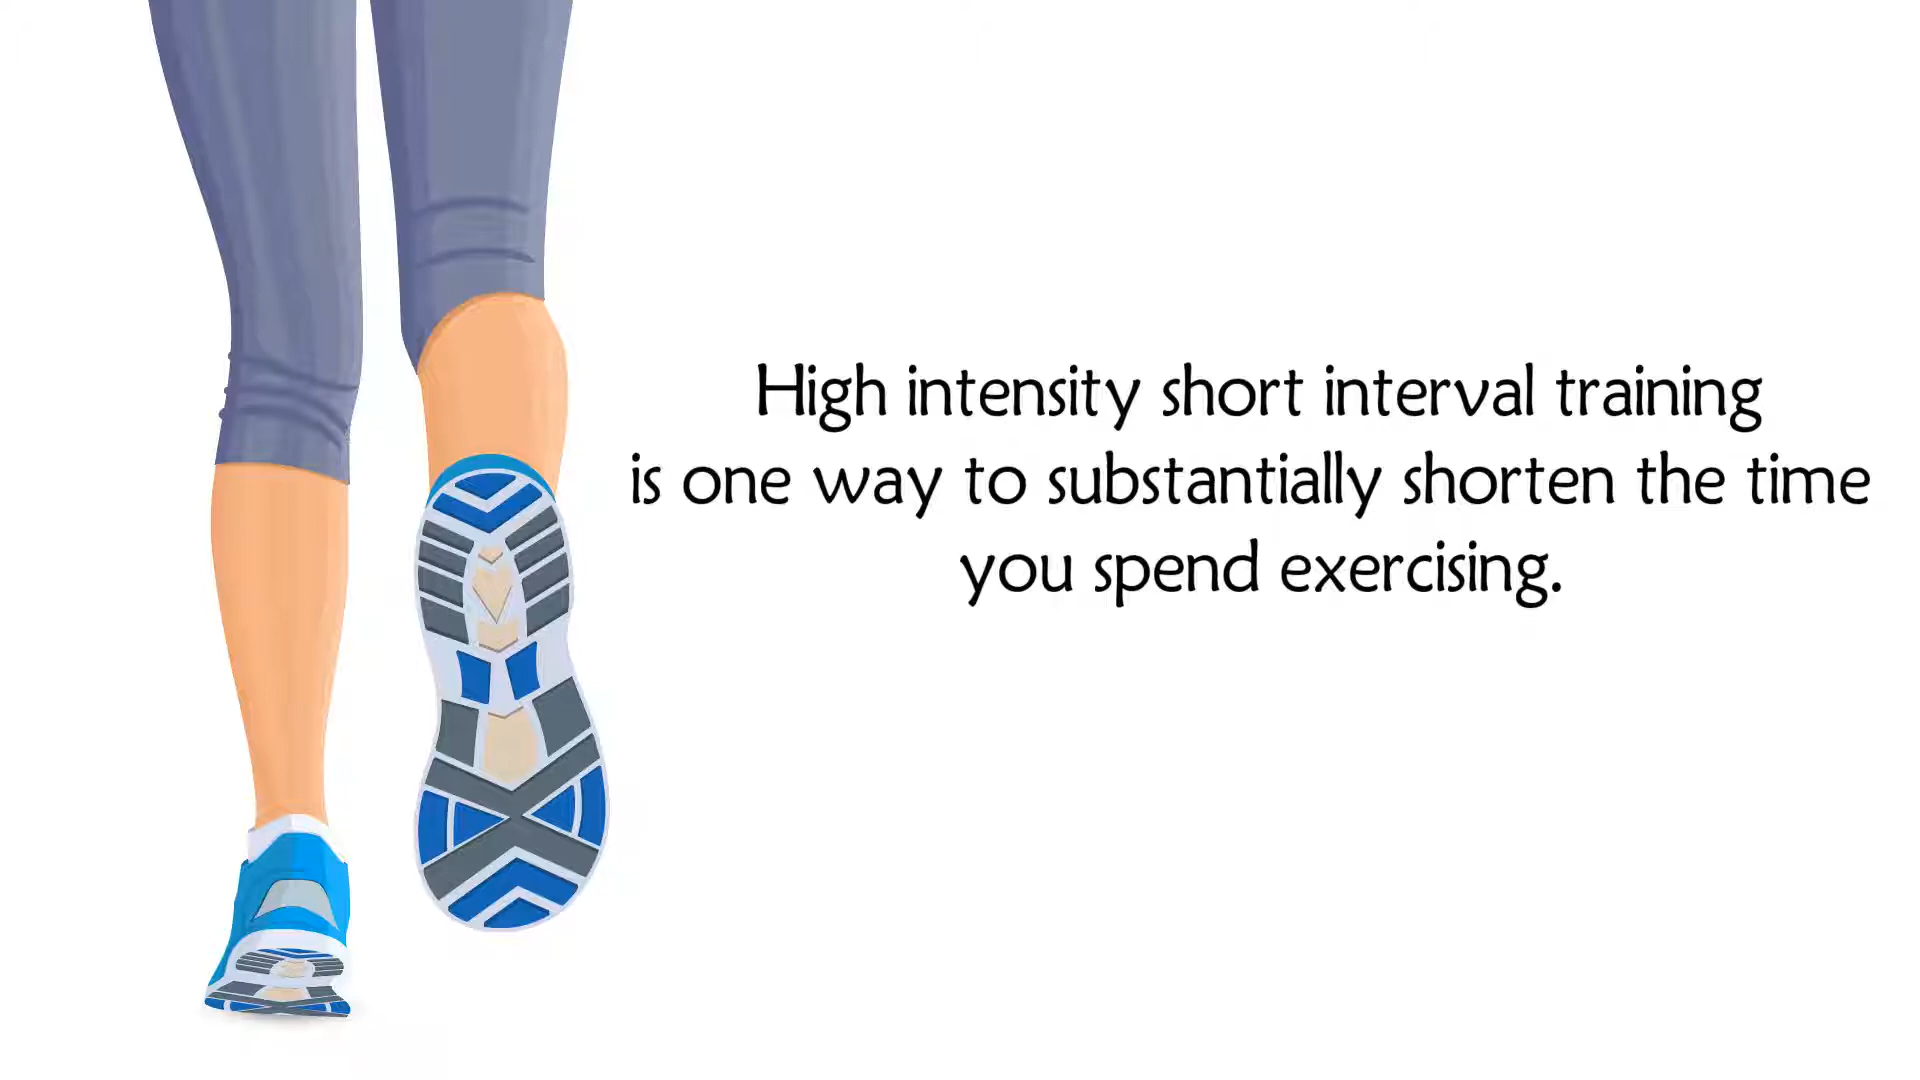 High intensity short interval training
is one way to substantially shorten the time
you spend exercising.